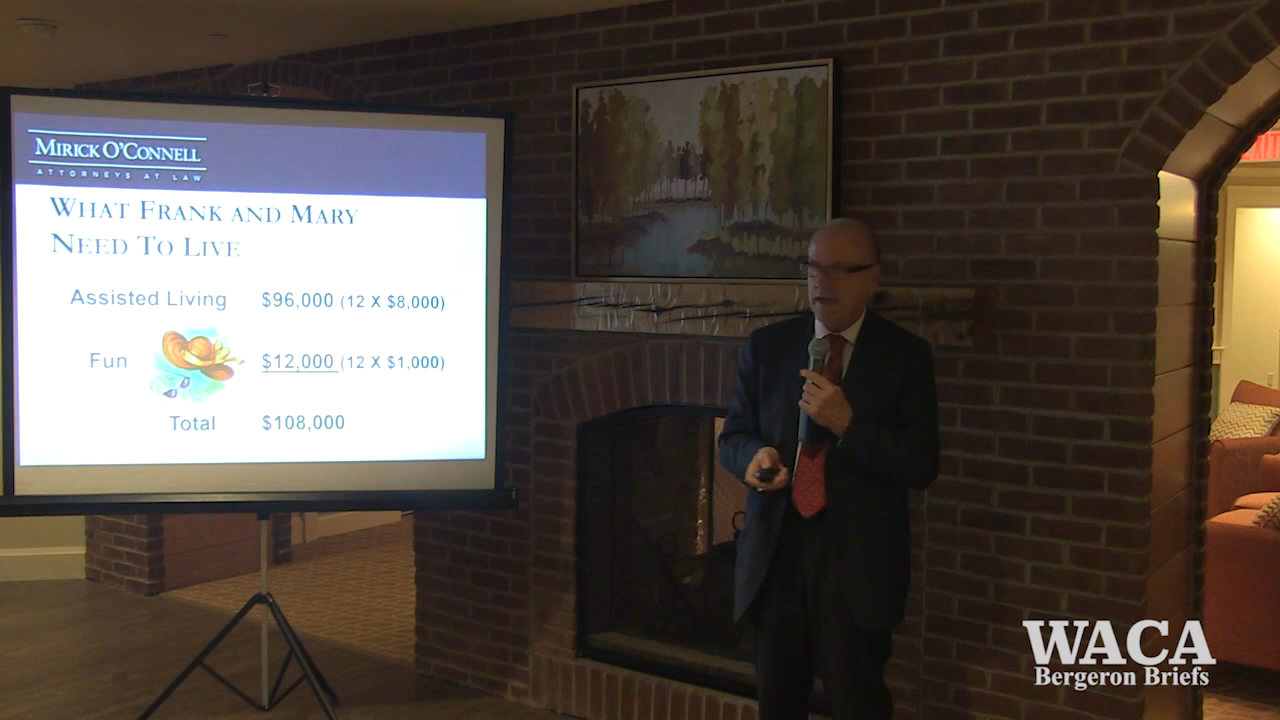 MIRICK O'CONNELL
ATTORNEYS AT LAW
WHAT FRANK AND MARY
NEED TO LIVE
Assisted Living $96,000 (12 X $8,000)
Fun $12,000 (12 X $1,000)
Total $108,000
WACA
Bergeron Briefs